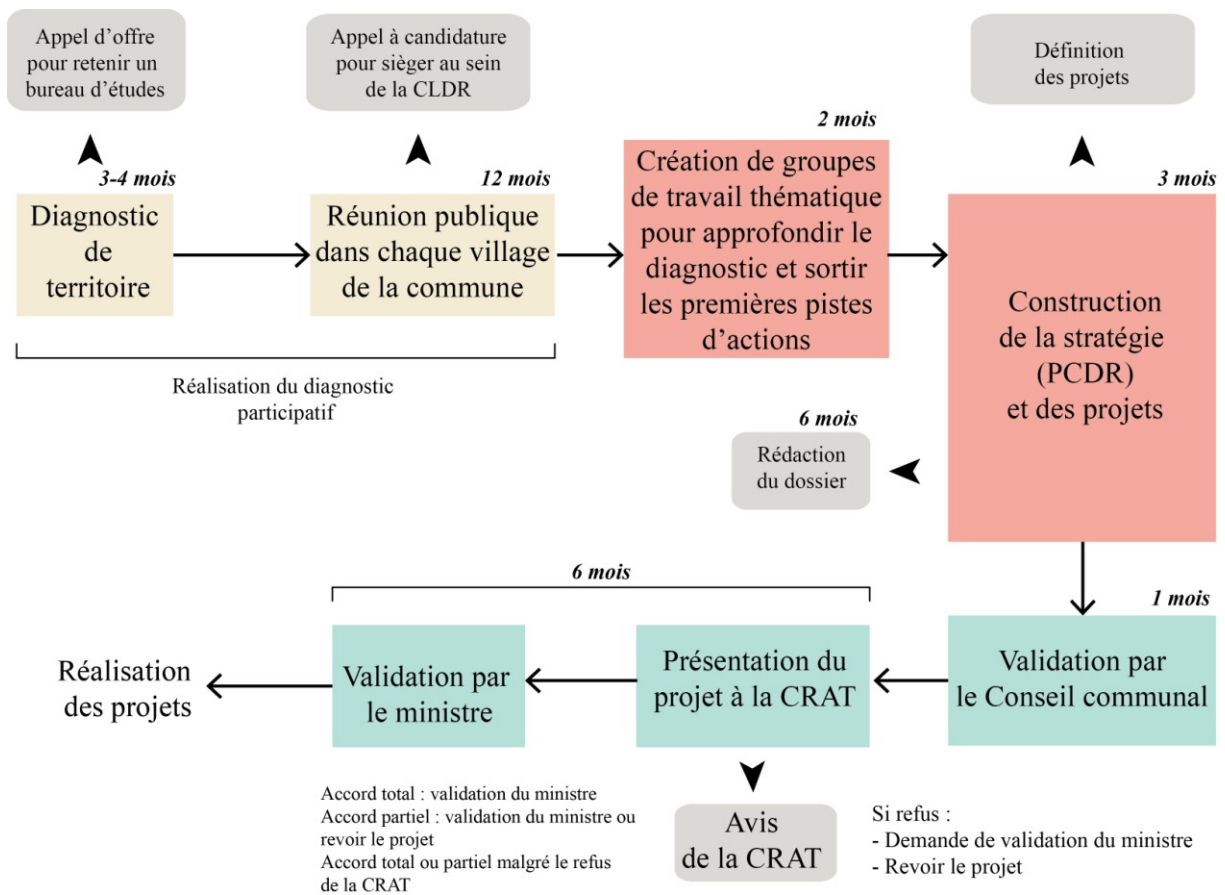 Appel d’offre
pour retenir un
bureau d’études
Appel à candidature
pour sièger au sein
de la CLDR
Définition
des projets
3-4 mois
Diagnostic
de
territoire
12 mois
Réunion publique
dans chaque village
de la commune
2 mois
Création de groupes
de travail thématique
pour approfondir le
diagnostic et sortir
les premières pistes
d’actions
3 mois
Construction
de la stratégie
(PCDR)
et des projets
Réalisation du diagnostic
participatif
6 mois
Rédaction
du dossier
1 mois
Validation par
le Conseil communal
6 mois
Présentation du
projet à la CRAT
Validation par
le ministre
Réalisation
des projets
Accord total : validation du ministre
Accord partiel : validation du ministre ou
revoir le projet
Accord total ou partiel malgré le refus
de la CRAT
Avis
de la CRAT
Si refus :
- Demande de validation du ministre
- Revoir le projet